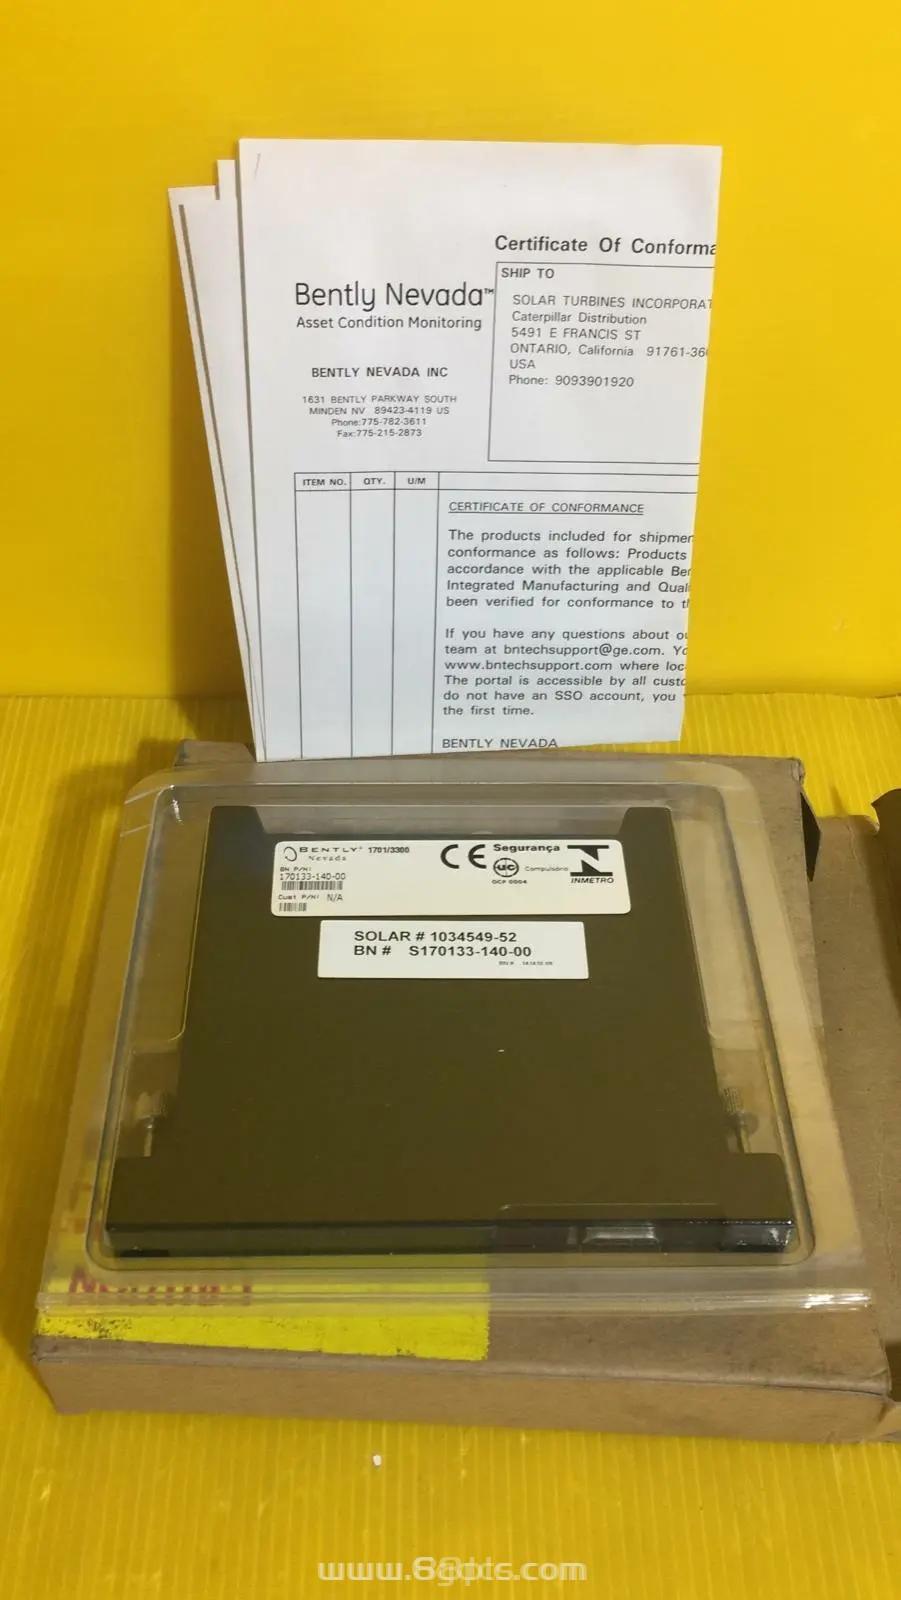 Certificate Of Conforma
SHIP TO
SOLAR TURBINES INCORPORAT
Caterpillar Distribution
5491 E FRANCIS ST
ONTARIO, California 91761-36
USA
Phone: 9093901920
Bently Nevada™
Asset Condition Monitoring
BENTLY NEVADA INC
1631 BENTLY PARKWAY SOUTH
MINDEN NV 89423-4119 US
Phone:775-782-3611
Fax:775-215-2873
ITEM NO. QTY. U/M
CERTIFICATE OF CONFORMANCE
The products included for shipmen
conformance as follows: Products
accordance with the applicable Ben
Integrated Manufacturing and Quali
been verified for conformance to th
If you have any questions about ou
team at bntechsupport@ge.com. Yo
www.bntechsupport.com where loc
The portal is accessible by all custo
do not have an SSO account, you
the first time.
BENTLY NEVADA
BENTLY 1701/3300
Nevada
BN P/N:
170133-140-00
Cust P/N: N/A
CE
Segurança
UC
Compulsório
OCP 0004
INMETRO
SOLAR # 1034549-52
BN # S170133-140-00